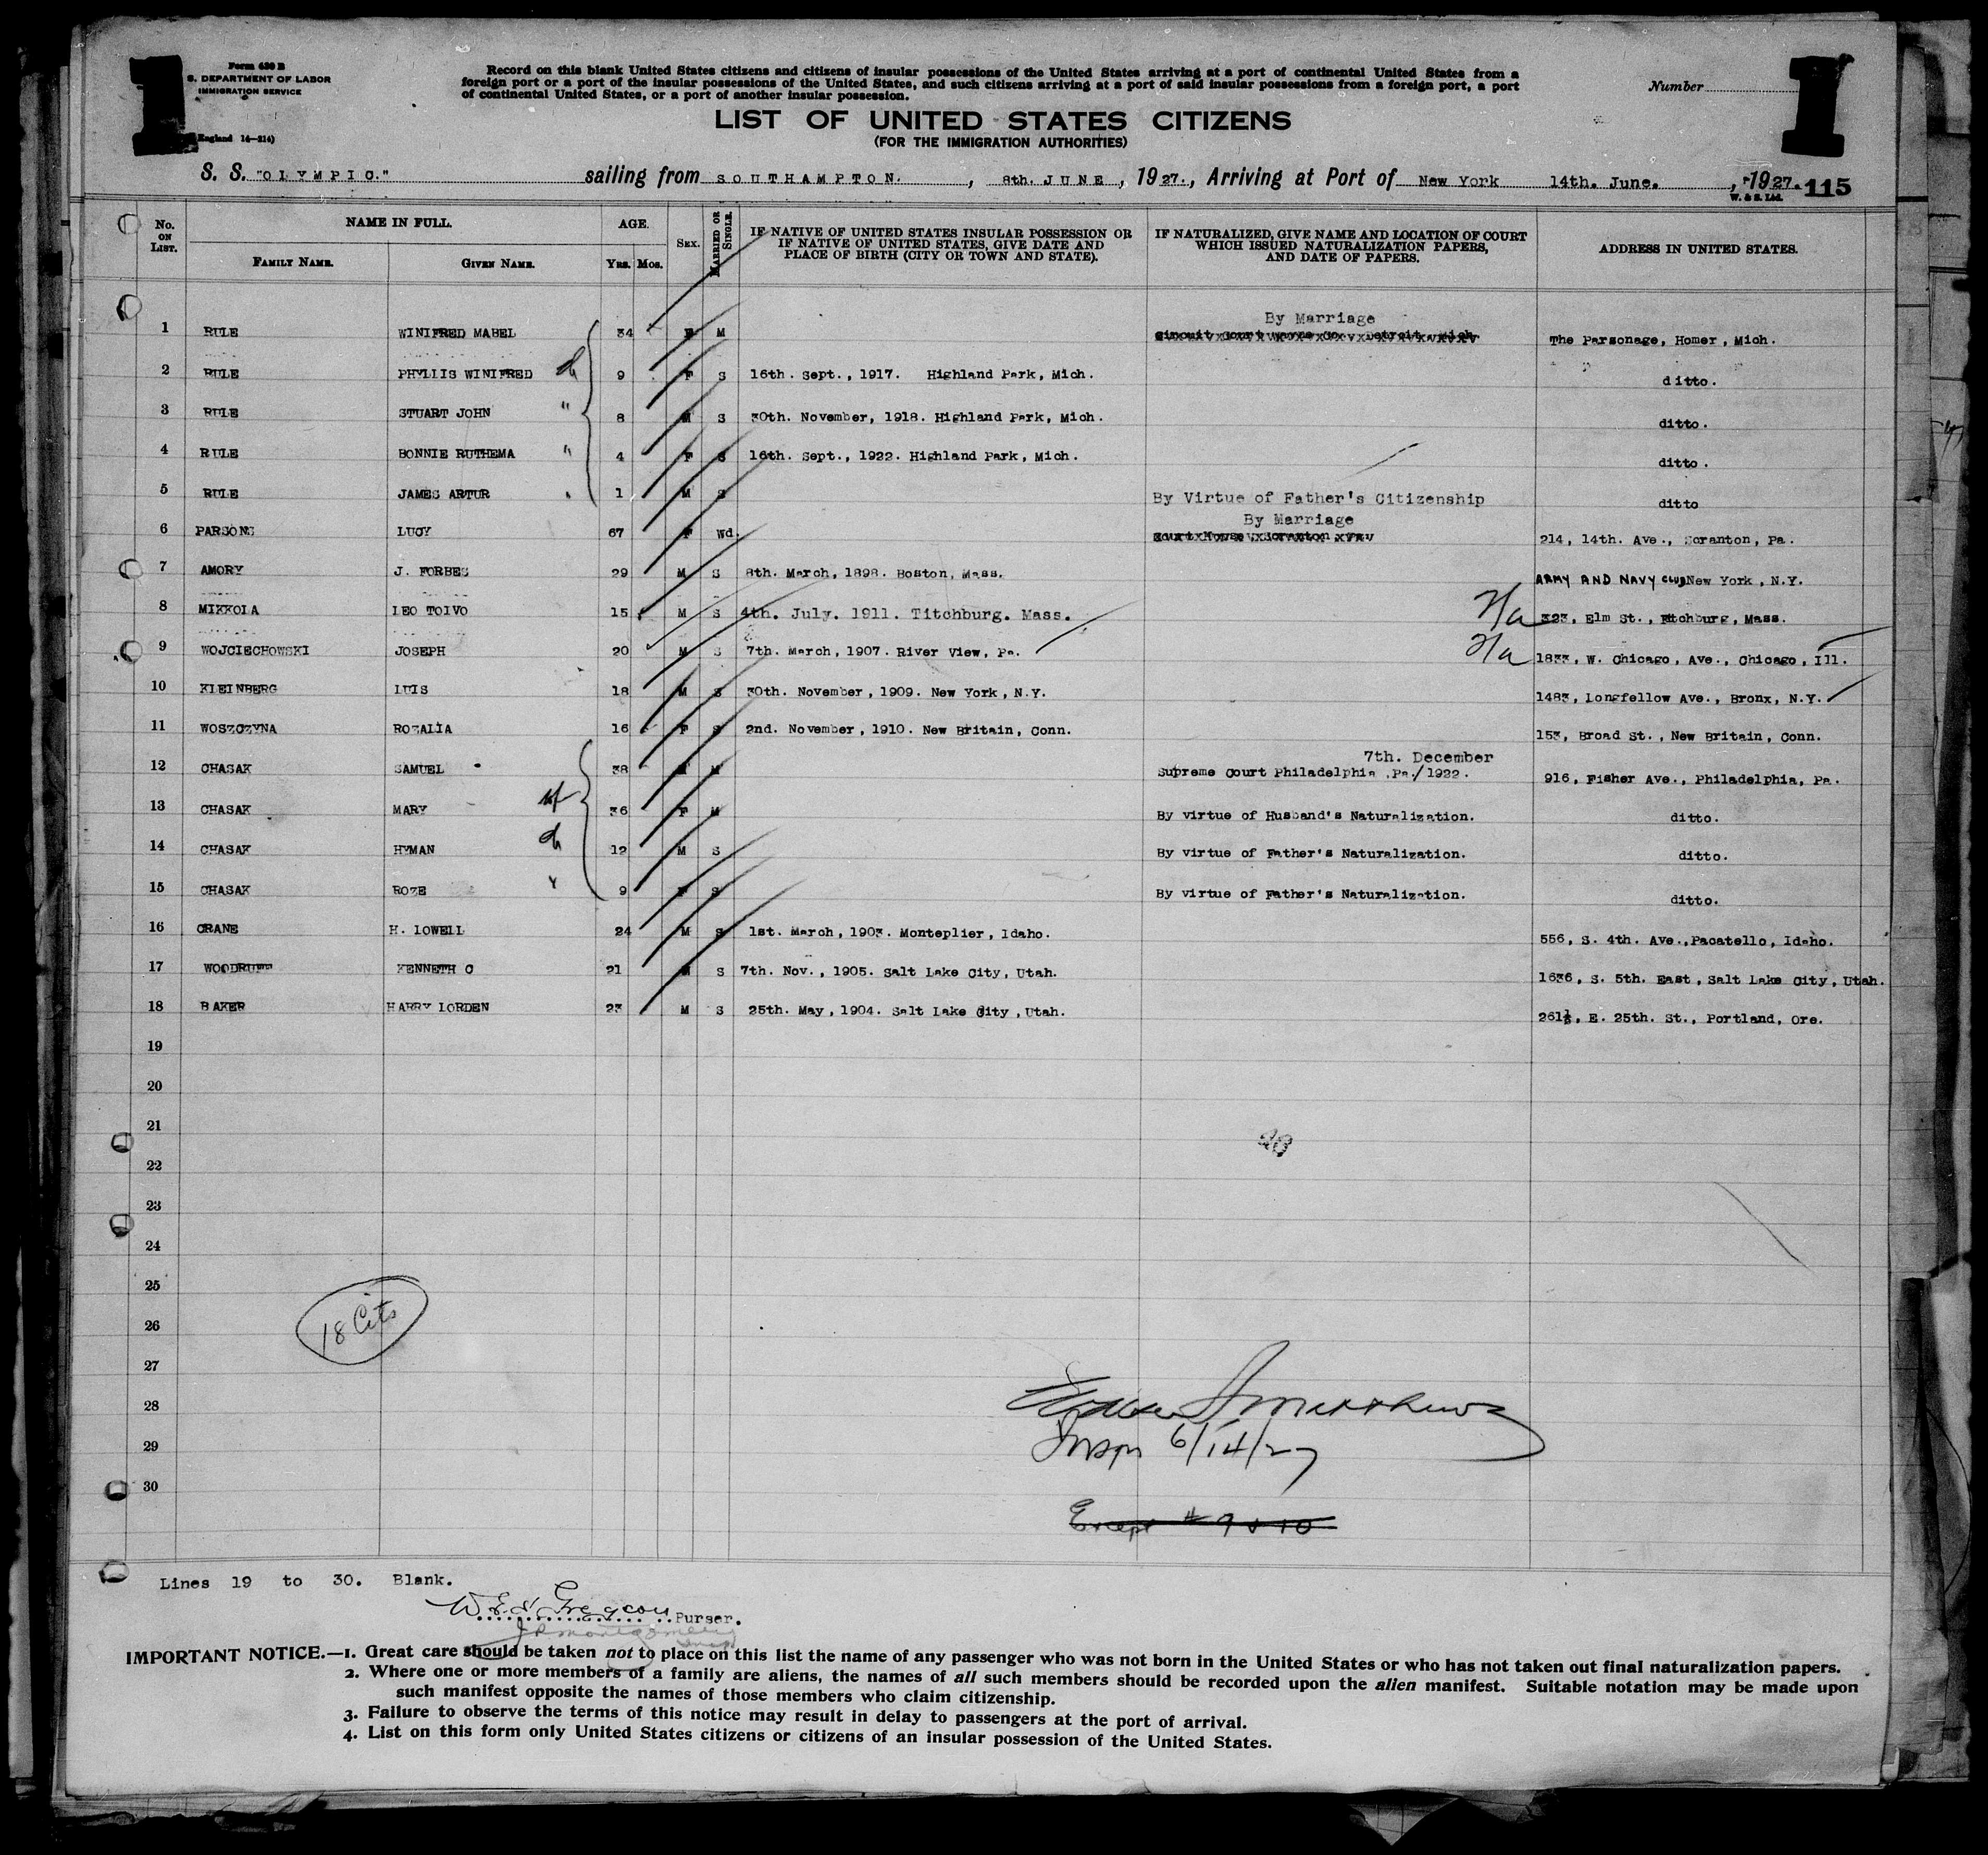 Form 630 B
S. DEPARTMENT OF LABOR
IMMIGRATION SERVICE
England 14—214)
Record on this blank United States citizens and citizens of insular possessions of the United States arriving at a port of continental United States from a
foreign port or a port of the insular possessions of the United States, and such citizens arriving at a port of said insular possessions from a foreign port, a port
of continental United States, or a port of another insular possession.
Number
1 1
LIST OF UNITED STATES CITIZENS
(FOR THE IMMIGRATION AUTHORITIES)
S. S. "OLYMPIC." sailing from SOUTHAMPTON. , 8th. JUNE , 1927. , Arriving at Port of New York 14th. June. , 1927. 115
W. & S. Ltd.
No. ON LIST. NAME IN FULL. FAMILY NAME. GIVEN NAME. AGE. YRS. MOS. SEX. MARRIED OR SINGLE. IF NATIVE OF UNITED STATES INSULAR POSSESSION OR IF NATIVE OF UNITED STATES, GIVE DATE AND PLACE OF BIRTH (CITY OR TOWN AND STATE). IF NATURALIZED, GIVE NAME AND LOCATION OF COURT WHICH ISSUED NATURALIZATION PAPERS, AND DATE OF PAPERS. ADDRESS IN UNITED STATES.
By Marriage
1 RULE WINIFRED MABEL 34 F M Circuit Court Wayne Co. Detroit Mich The Parsonage, Homer, Mich.
2 RULE PHYLLIS WINIFRED ch 9 F S 16th. Sept., 1917. Highland Park, Mich. ditto.
3 RULE STUART JOHN " 8 M S 30th. November, 1918. Highland Park, Mich. ditto.
4 RULE BONNIE RUTHEMA " 4 F S 16th. Sept., 1922. Highland Park, Mich. ditto.
5 RULE JAMES ARTUR " 1 M S By Virtue of Father's Citizenship ditto
By Marriage
6 PARSONS LUCY 67 F Wd. Court House Scranton 214, 14th. Ave., Scranton, Pa.
7 AMORY J. FORBES 29 M S 8th. March, 1898. Boston, Mass. ARMY AND NAVY CLUB New York, N.Y.
8 MIKKOLA LEO TOIVO 15 M S 4th. July. 1911. Titchburg. Mass. 323, Elm St., Fitchburg, Mass.
9 WOJCIECHOWSKI JOSEPH 20 M S 7th. March, 1907. River View, Pa. 1833, W. Chicago, Ave., Chicago, Ill.
10 KLEINBERG LUIS 18 M S 30th. November, 1909. New York, N.Y. 1483, Longfellow Ave., Bronx, N.Y.
11 WOSZCZYNA ROZALIA 16 F S 2nd. November, 1910. New Britain, Conn. 153, Broad St., New Britain, Conn.
7th. December
12 CHASAK SAMUEL 38 M M Supreme Court Philadelphia, Pa./ 1922. 916, Fisher Ave., Philadelphia, Pa.
13 CHASAK MARY wf 36 F M By virtue of Husband's Naturalization. ditto.
14 CHASAK HYMAN ch 12 M S By virtue of Father's Naturalization. ditto.
15 CHASAK ROZE " 9 F S By virtue of Father's Naturalization. ditto.
16 CRANE H. LOWELL 24 M S 1st. March, 1903. Monteplier, Idaho. 556, S. 4th. Ave., Pacatello, Idaho.
17 WOODRUFF KENNETH C 21 M S 7th. Nov., 1905. Salt Lake City, Utah. 1636, S. 5th. East, Salt Lake City, Utah.
18 BAKER HARRY LORDEN 23 M S 25th. May, 1904. Salt Lake City, Utah. 261½, E. 25th. St., Portland, Ore.
19
20
21
22
23
24
25
26
27
28
29
30
18 Cits
Matthews
Inspr 6/14/27
Except # 9 & 10
Lines 19 to 30. Blank.
Purser.
IMPORTANT NOTICE.—1. Great care should be taken not to place on this list the name of any passenger who was not born in the United States or who has not taken out final naturalization papers.
2. Where one or more members of a family are aliens, the names of all such members should be recorded upon the alien manifest. Suitable notation may be made upon
such manifest opposite the names of those members who claim citizenship.
3. Failure to observe the terms of this notice may result in delay to passengers at the port of arrival.
4. List on this form only United States citizens or citizens of an insular possession of the United States.